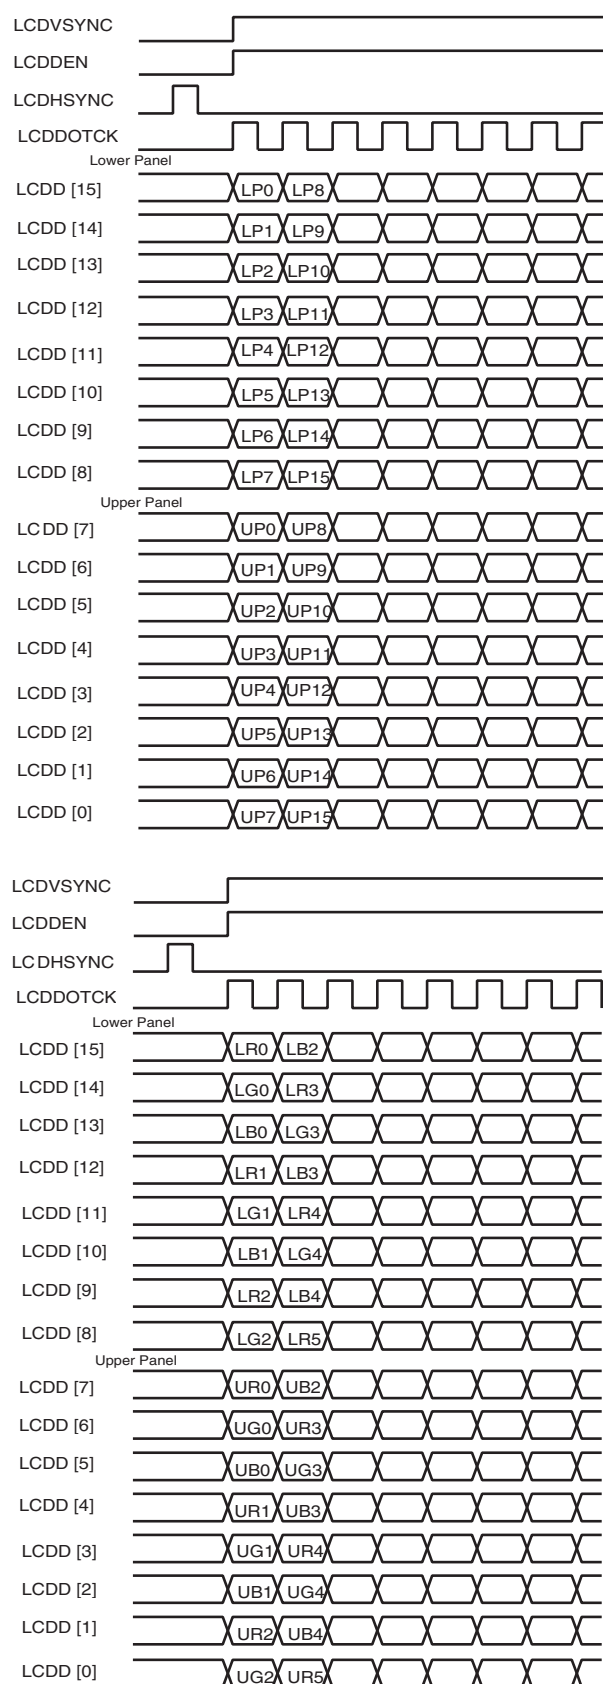 LCDVSYNC
LCDDEN
LCDHSYNC
LCDDOTCK
Lower Panel
LCDD [15] LP0 LP8
LCDD [14] LP1 LP9
LCDD [13] LP2 LP10
LCDD [12] LP3 LP11
LCDD [11] LP4 LP12
LCDD [10] LP5 LP13
LCDD [9] LP6 LP14
LCDD [8] LP7 LP15
Upper Panel
LCDD [7] UP0 UP8
LCDD [6] UP1 UP9
LCDD [5] UP2 UP10
LCDD [4] UP3 UP11
LCDD [3] UP4 UP12
LCDD [2] UP5 UP13
LCDD [1] UP6 UP14
LCDD [0] UP7 UP15
LCDVSYNC
LCDDEN
LCDHSYNC
LCDDOTCK
Lower Panel
LCDD [15] LR0 LB2
LCDD [14] LG0 LR3
LCDD [13] LB0 LG3
LCDD [12] LR1 LB3
LCDD [11] LG1 LR4
LCDD [10] LB1 LG4
LCDD [9] LR2 LB4
LCDD [8] LG2 LR5
Upper Panel
LCDD [7] UR0 UB2
LCDD [6] UG0 UR3
LCDD [5] UB0 UG3
LCDD [4] UR1 UB3
LCDD [3] UG1 UR4
LCDD [2] UB1 UG4
LCDD [1] UR2 UB4
LCDD [0] UG2 UR5